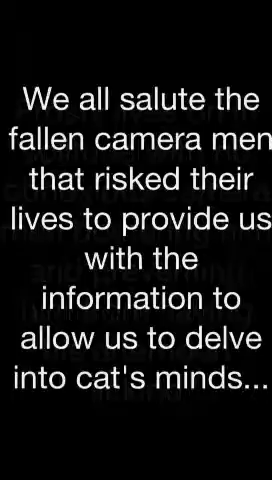 We all salute the
fallen camera men
that risked their
lives to provide us
with the
information to
allow us to delve
into cat's minds...